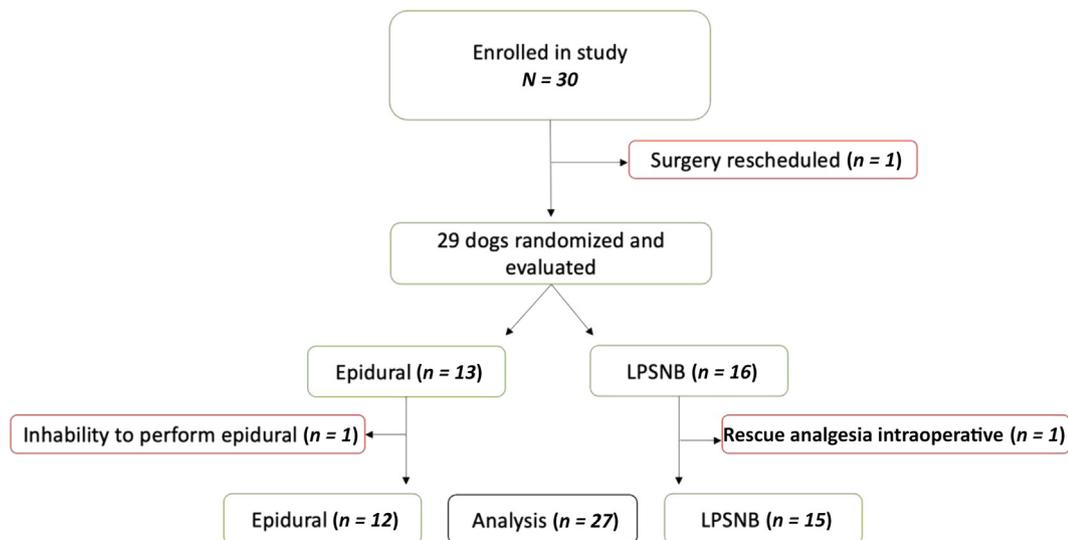 Enrolled in study
N = 30
Surgery rescheduled (n = 1)
29 dogs randomized and
evaluated
Epidural (n = 13)
LPSNB (n = 16)
Inhability to perform epidural (n = 1)
Rescue analgesia intraoperative (n = 1)
Epidural (n = 12)
Analysis (n = 27)
LPSNB (n = 15)